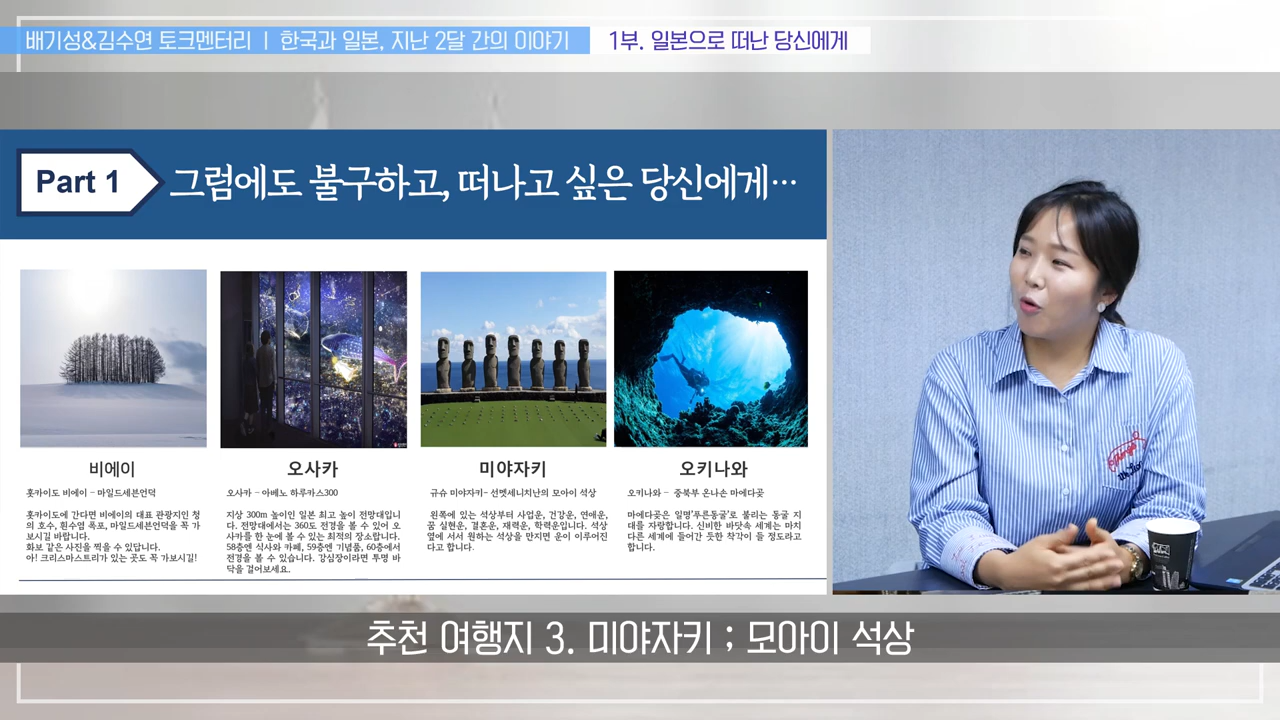 배기성&김수연 토크멘터리 ㅣ 한국과 일본, 지난 2달 간의 이야기
1부. 일본으로 떠난 당신에게
Part 1
그럼에도 불구하고, 떠나고 싶은 당신에게…
비에이
홋카이도 비에이 - 마일드세븐언덕
홋카이도에 간다면 비에이의 대표 관광지인 청
의 호수, 흰수염 폭포, 마일드세븐언덕을 꼭 가
보시길 바랍니다.
화보 같은 사진을 찍을 수 있답니다.
아! 크리스마스트리가 있는 곳도 꼭 가보시길!
오사카
오사카 - 아베노 하루카스300
지상 300m 높이인 일본 최고 높이 전망대입니
다. 전망대에서는 360도 전경을 볼 수 있어 오
사카를 한 눈에 볼 수 있는 최적의 장소랍니다.
58층엔 식사와 카페, 59층엔 기념품, 60층에서
전경을 볼 수 있습니다. 강심장이라면 투명 바
닥을 걸어보세요..
미야자키
규슈 미야자키- 선멧세니치난의 모아이 석상
왼쪽에 있는 석상부터 사업운, 건강운, 연애운,
꿈 실현운, 결혼운, 재력운, 학력운입니다. 석상
옆에 서서 원하는 석상을 만지면 운이 이루어진
다고 합니다.
오키나와
오키나와 - 중북부 온나손 마에다곶
마에다곶은 일명'푸른동굴'로 불리는 동굴 지
대를 자랑합니다. 신비한 바닷속 세계는 마치
다른 세계에 들어간 듯한 착각이 들 정도라고
합니다.
추천 여행지 3. 미야자키 ; 모아이 석상